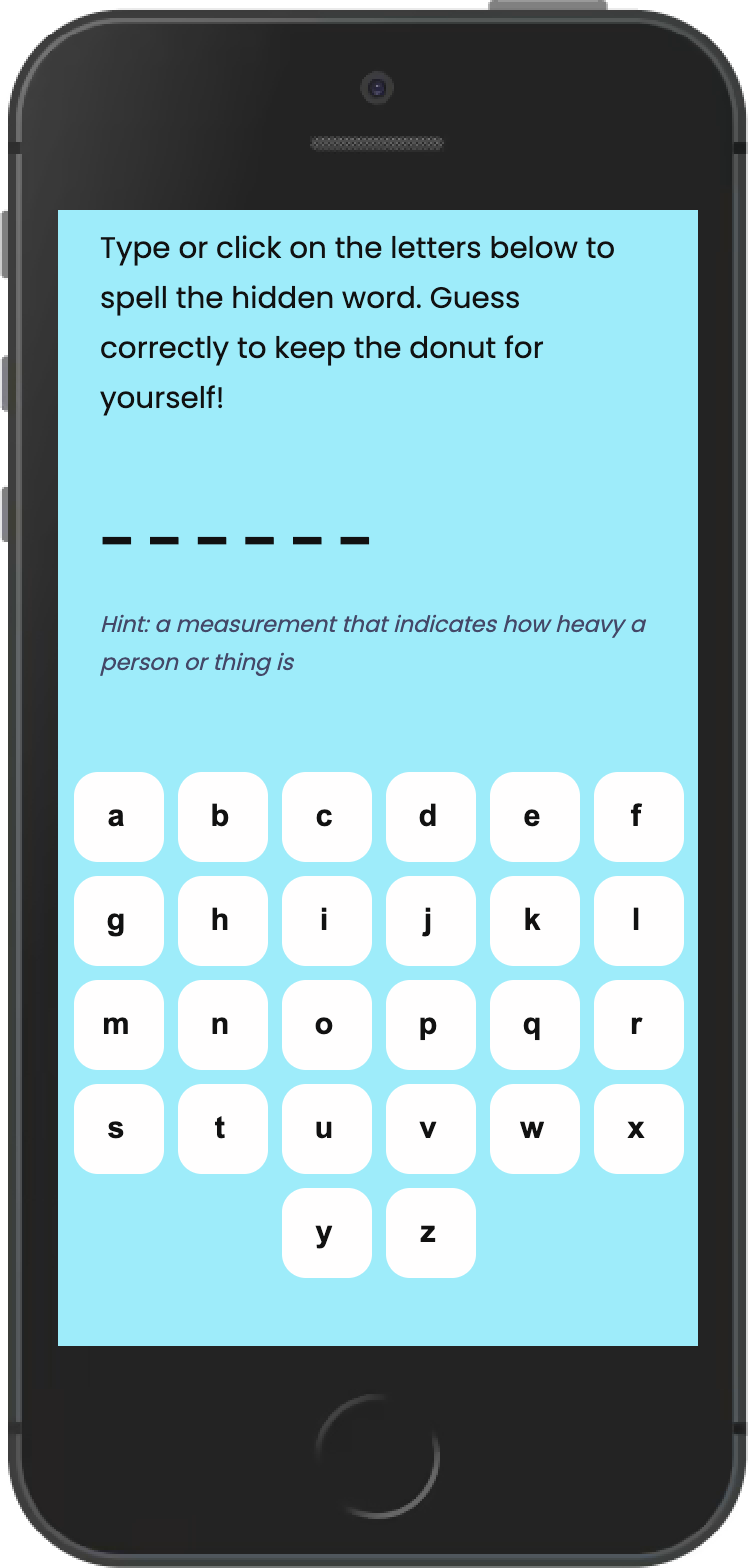 Type or click on the letters below to
spell the hidden word. Guess
correctly to keep the donut for
yourself!
_ _ _ _ _ _
Hint: a measurement that indicates how heavy a
person or thing is
a b c d e f
g h i j k l
m n o p q r
s t u v w x
y z